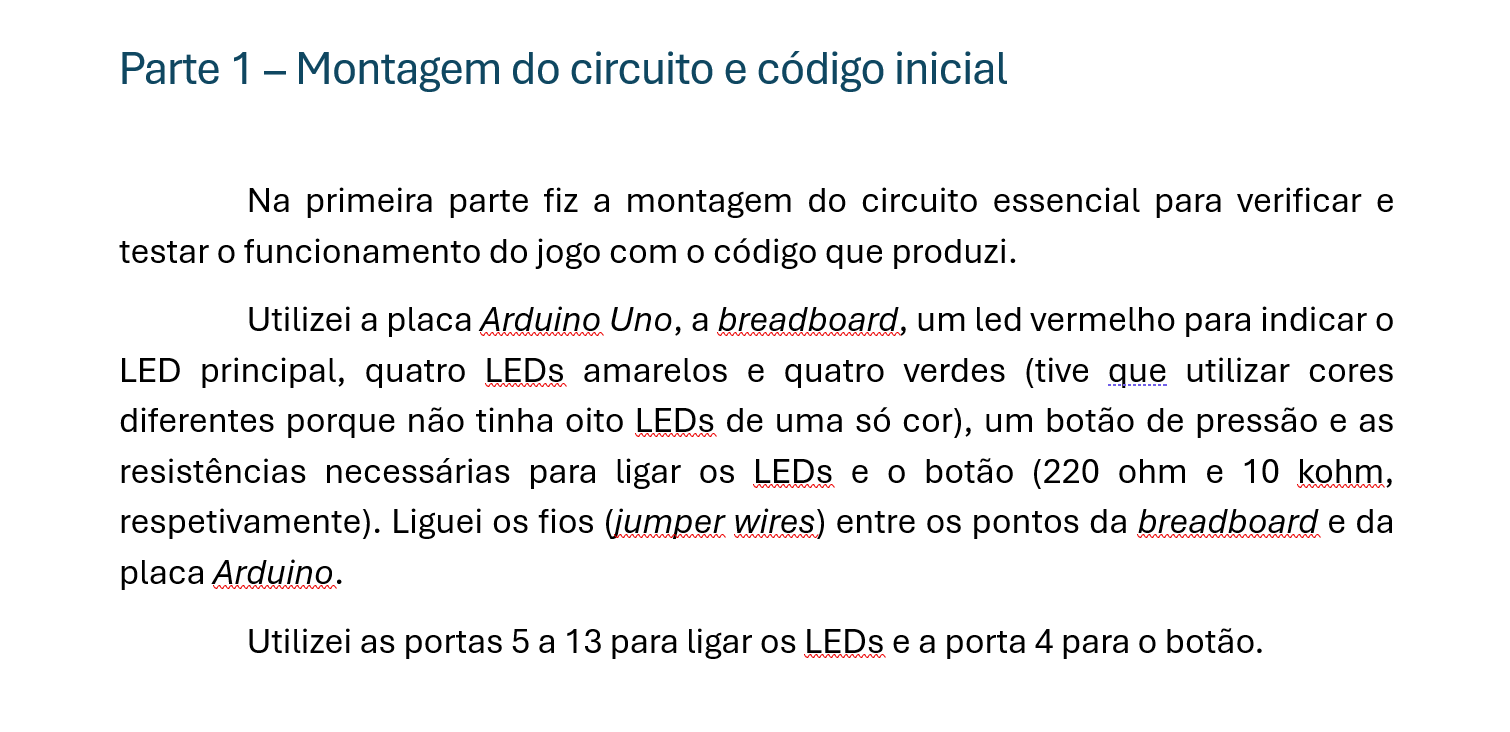 Parte 1 – Montagem do circuito e código inicial
Na primeira parte fiz a montagem do circuito essencial para verificar e
testar o funcionamento do jogo com o código que produzi.
Utilizei a placa Arduino Uno, a breadboard, um led vermelho para indicar o
LED principal, quatro LEDs amarelos e quatro verdes (tive que utilizar cores
diferentes porque não tinha oito LEDs de uma só cor), um botão de pressão e as
resistências necessárias para ligar os LEDs e o botão (220 ohm e 10 kohm,
respetivamente). Liguei os fios (jumper wires) entre os pontos da breadboard e da
placa Arduino.
Utilizei as portas 5 a 13 para ligar os LEDs e a porta 4 para o botão.